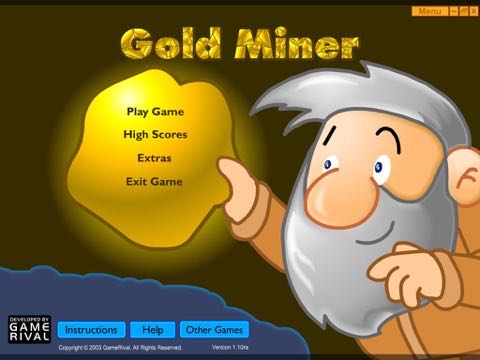 Menu
Gold Miner
Play Game
High Scores
Extras
Exit Game
DEVELOPED BY
GAME
RIVAL
Instructions
Help
Other Games
Copyright © 2003 GameRival. All Rights Reserved.
Version 1.10ra